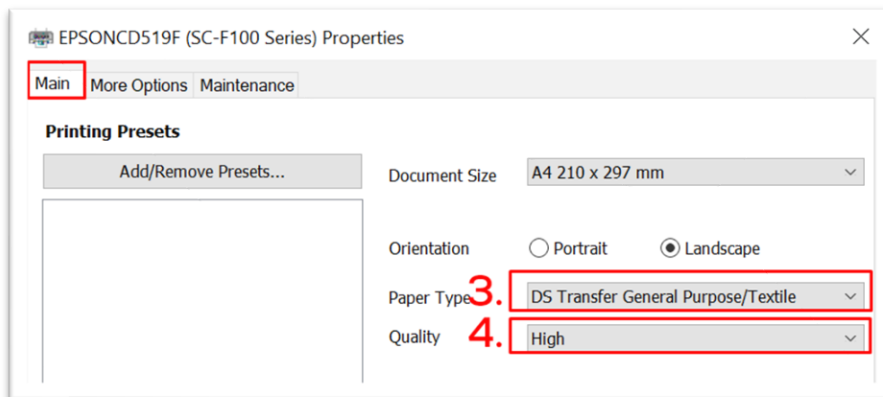 EPSONCD519F (SC-F100 Series) Properties
Main More Options Maintenance
Printing Presets
Add/Remove Presets...
Document Size A4 210 x 297 mm
Orientation Portrait Landscape
Paper Type 3. DS Transfer General Purpose/Textile
Quality 4. High